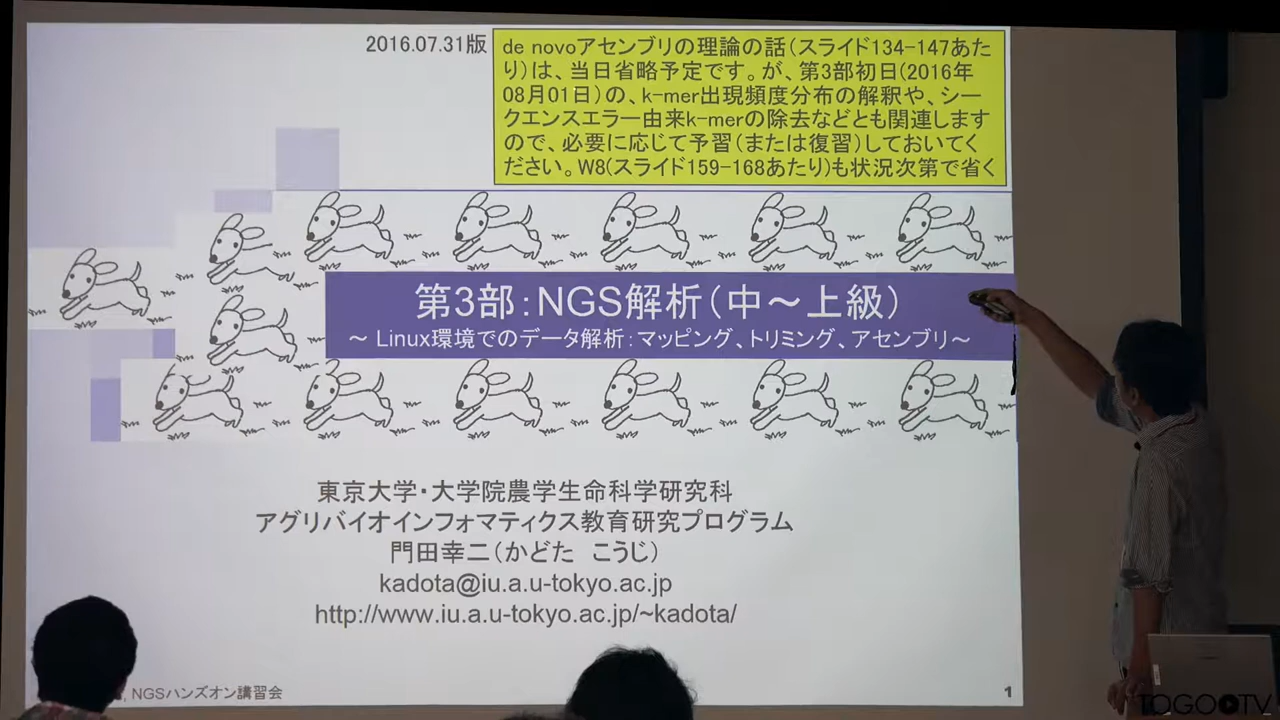 2016.07.31版
de novoアセンブリの理論の話(スライド134-147あた
り)は、当日省略予定です。が、第3部初日(2016年
08月01日)の、k-mer出現頻度分布の解釈や、シー
クエンスエラー由来k-merの除去などとも関連します
ので、必要に応じて予習(または復習)しておいてく
ださい。W8(スライド159-168あたり)も状況次第で省く
第3部:NGS解析(中～上級)
～ Linux環境でのデータ解析:マッピング、トリミング、アセンブリ～
東京大学・大学院農学生命科学研究科
アグリバイオインフォマティクス教育研究プログラム
門田幸二(かどた こうじ)
kadota@iu.a.u-tokyo.ac.jp
http://www.iu.a.u-tokyo.ac.jp/~kadota/
, NGSハンズオン講習会
1
TOGOTV